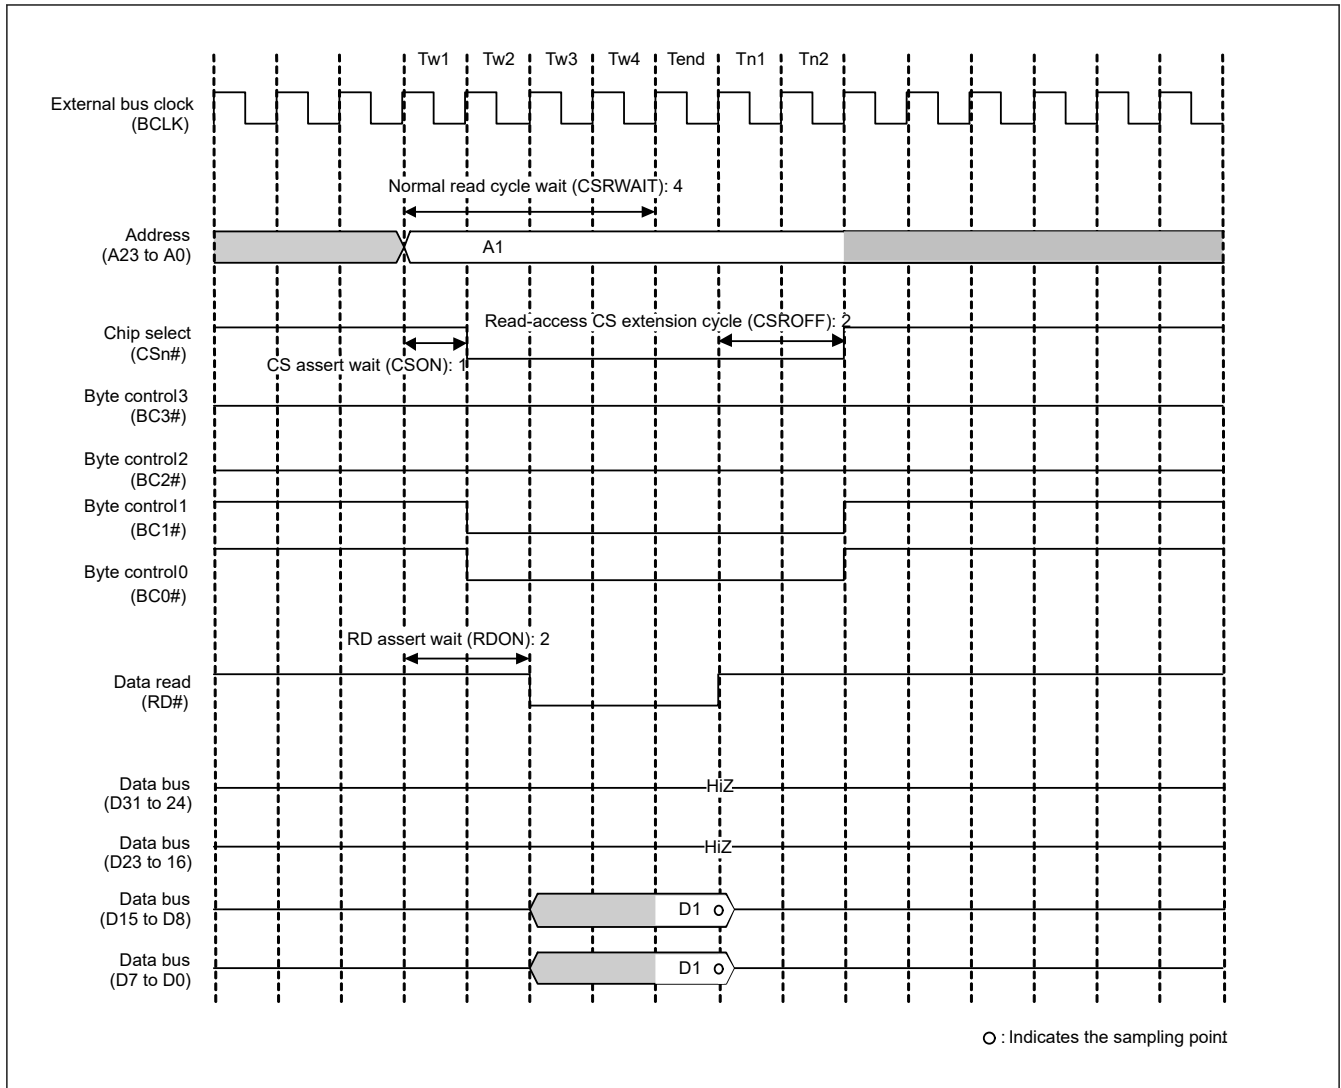 Tw1 Tw2 Tw3 Tw4 Tend Tn1 Tn2
External bus clock
(BCLK)
Normal read cycle wait (CSRWAIT): 4
Address
(A23 to A0)
A1
Chip select
(CSn#)
Read-access CS extension cycle (CSROFF): 2
CS assert wait (CSON): 1
Byte control3
(BC3#)
Byte control2
(BC2#)
Byte control1
(BC1#)
Byte control0
(BC0#)
RD assert wait (RDON): 2
Data read
(RD#)
Data bus
(D31 to 24)
HiZ
Data bus
(D23 to 16)
HiZ
Data bus
(D15 to D8)
D1
Data bus
(D7 to D0)
D1
: Indicates the sampling point